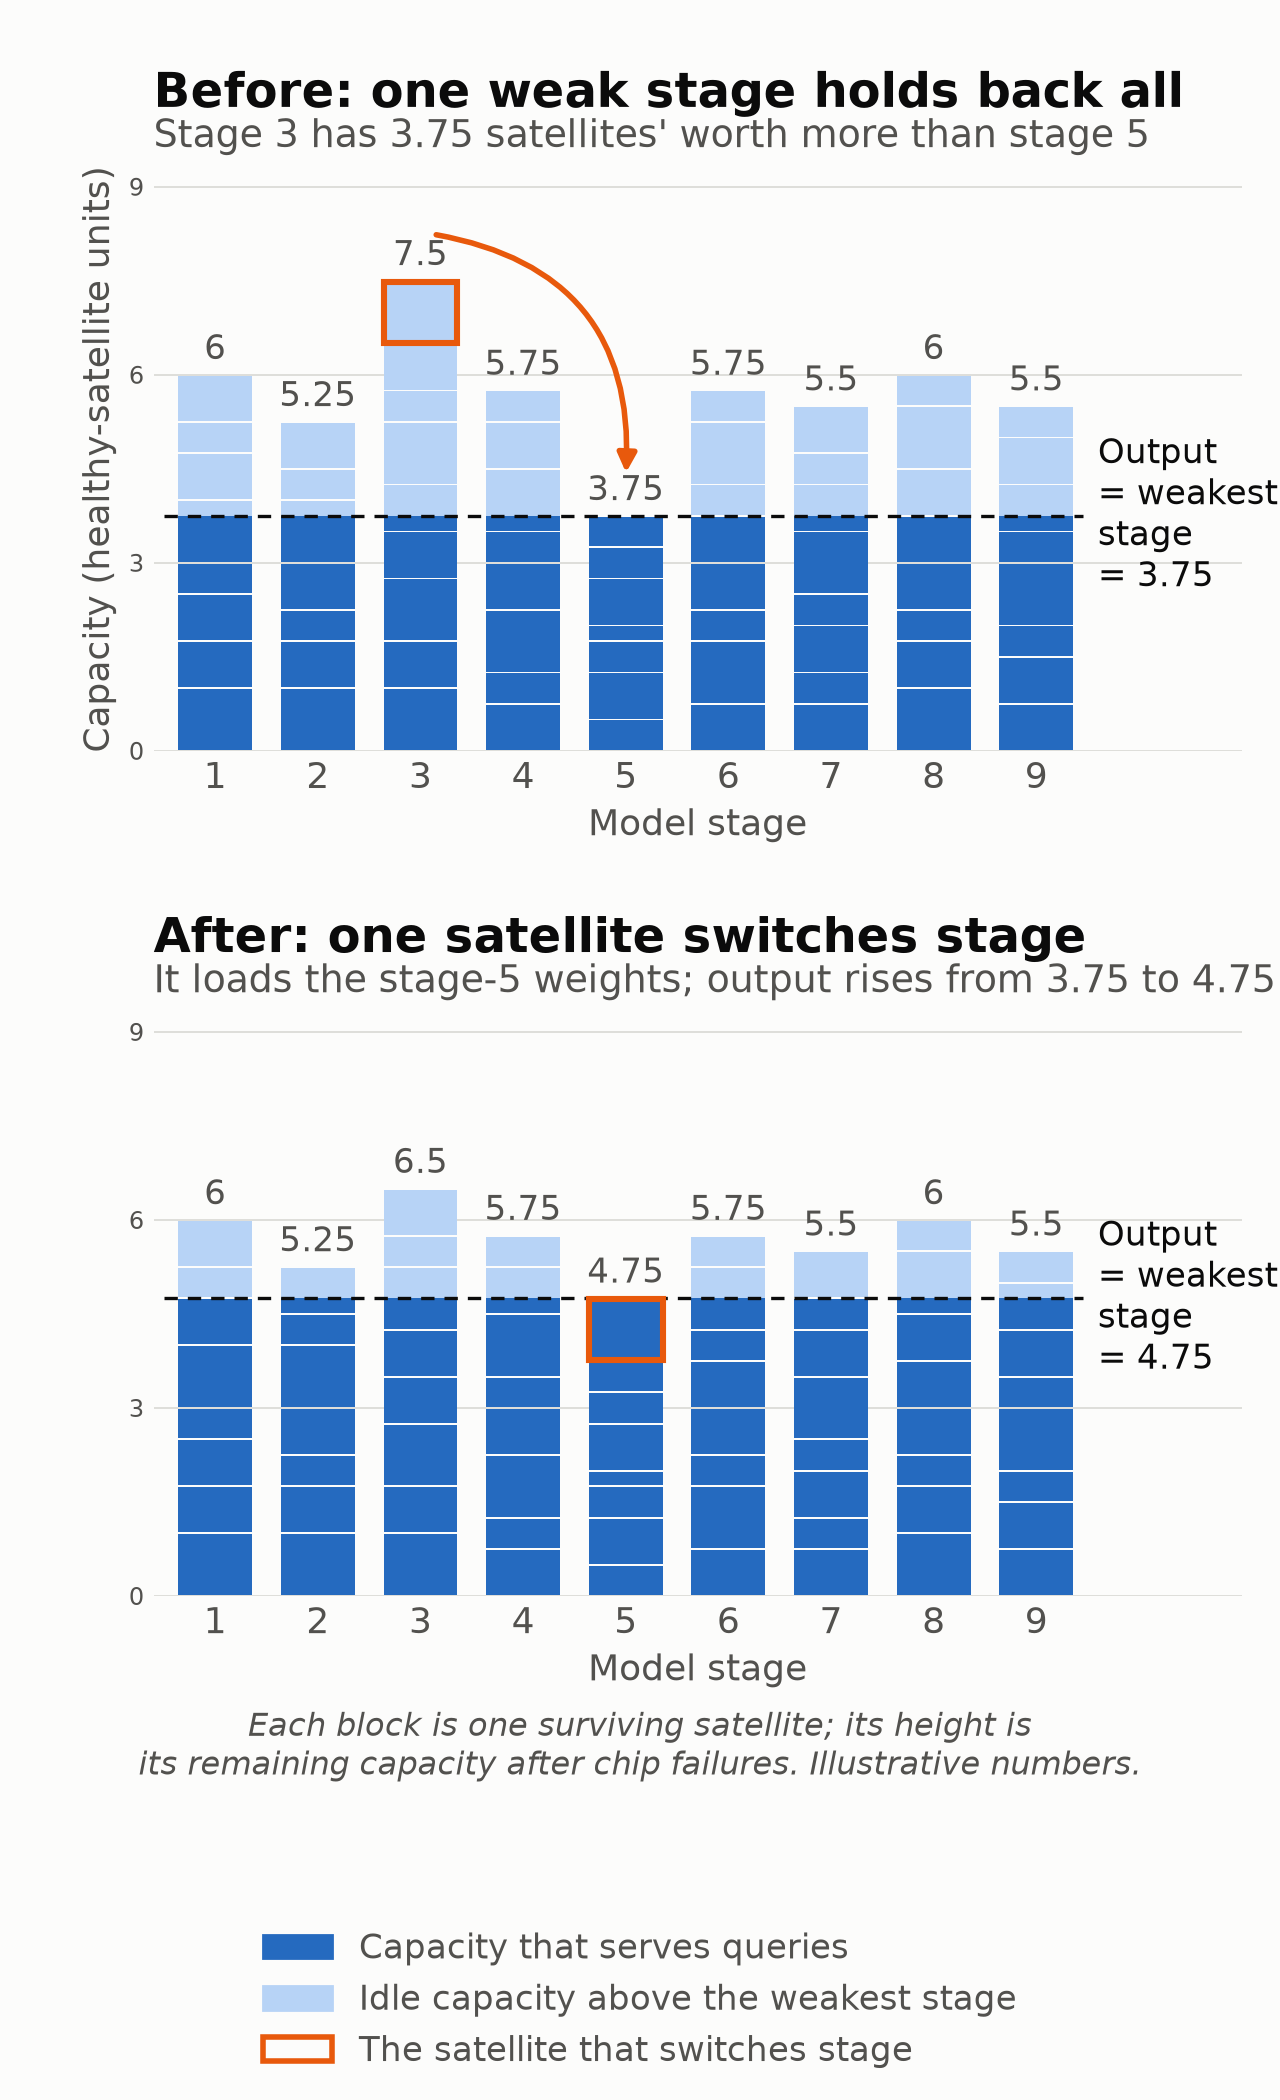 Before: one weak stage holds back all
Stage 3 has 3.75 satellites' worth more than stage 5
Capacity (healthy-satellite units)
9
6
3
0
6
5.25
7.5
5.75
3.75
5.75
5.5
6
5.5
Output
= weakest
stage
= 3.75
1 2 3 4 5 6 7 8 9
Model stage
After: one satellite switches stage
It loads the stage-5 weights; output rises from 3.75 to 4.75
9
6
3
0
6
5.25
6.5
5.75
4.75
5.75
5.5
6
5.5
Output
= weakest
stage
= 4.75
1 2 3 4 5 6 7 8 9
Model stage
Each block is one surviving satellite; its height is
its remaining capacity after chip failures. Illustrative numbers.
Capacity that serves queries
Idle capacity above the weakest stage
The satellite that switches stage